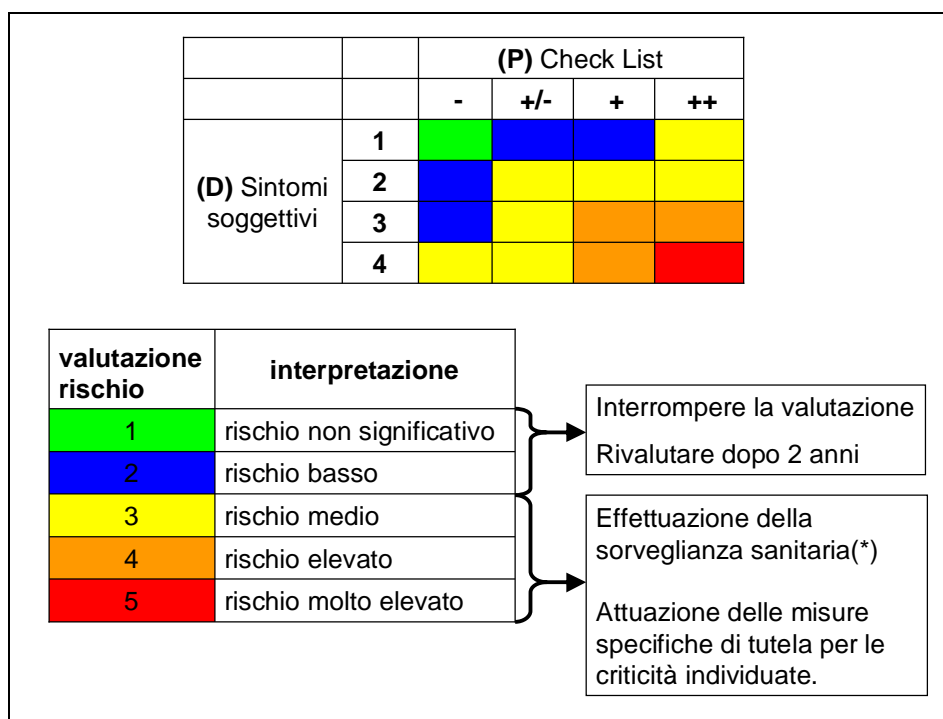 (P) Check List
- +/- + ++
(D) Sintomi
soggettivi
1
2
3
4
valutazione
rischio
interpretazione
1 rischio non significativo
2 rischio basso
3 rischio medio
4 rischio elevato
5 rischio molto elevato
Interrompere la valutazione
Rivalutare dopo 2 anni
Effettuazione della
sorveglianza sanitaria(*)
Attuazione delle misure
specifiche di tutela per le
criticità individuate.